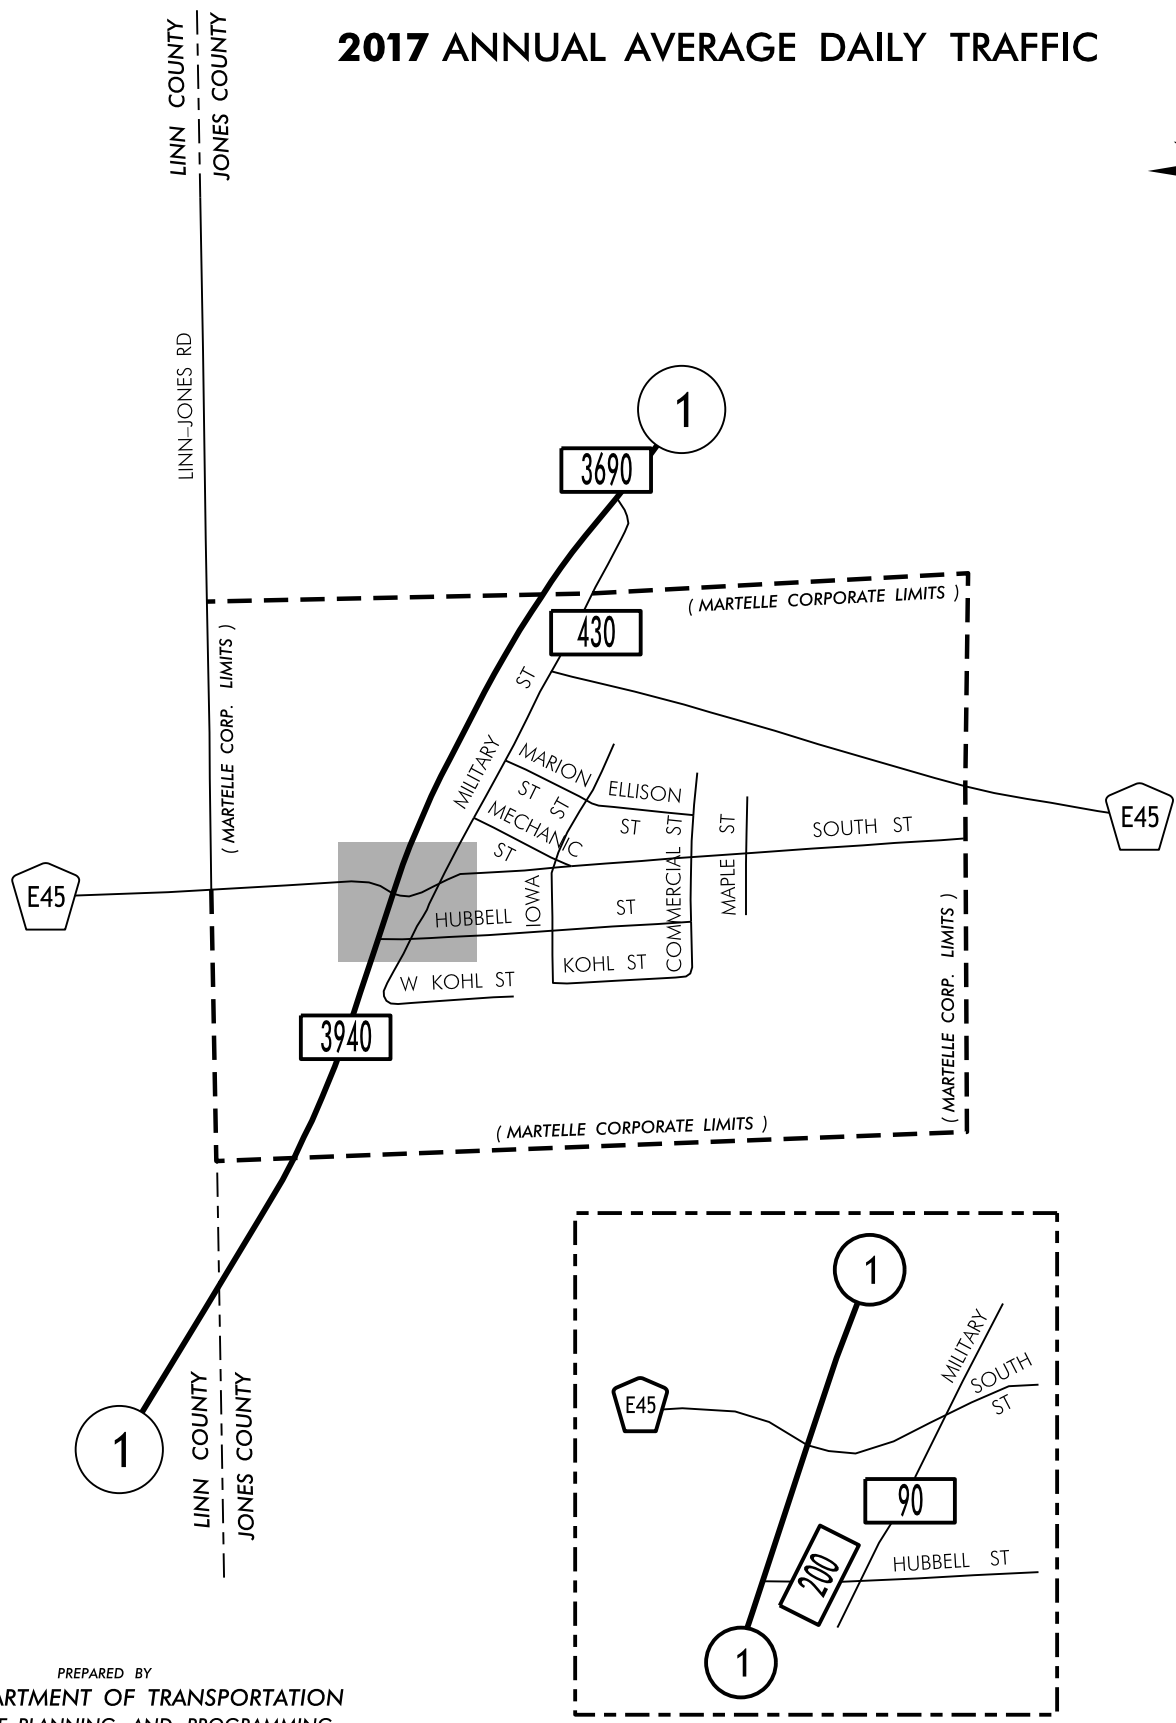 2017 ANNUAL AVERAGE DAILY TRAFFIC
LINN COUNTY
JONES COUNTY
LINN–JONES RD
1
3690
( MARTELLE CORPORATE LIMITS )
430
( MARTELLE CORP. LIMITS )
MILITARY ST
MARION ST
ELLISON ST
MECHANIC ST
IOWA ST
COMMERCIAL ST
MAPLE ST
SOUTH ST
E45
E45
HUBBELL ST
KOHL ST
W KOHL ST
3940
( MARTELLE CORP. LIMITS )
( MARTELLE CORPORATE LIMITS )
1
LINN COUNTY
JONES COUNTY
1
MILITARY
SOUTH ST
E45
90
200
HUBBELL ST
1
PREPARED BY
OF TRANSPORTATION
PLANNING AND PROGRAMMING